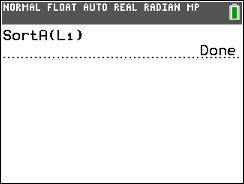 NORMAL FLOAT AUTO REAL RADIAN MP
SortA(L₁)
Done